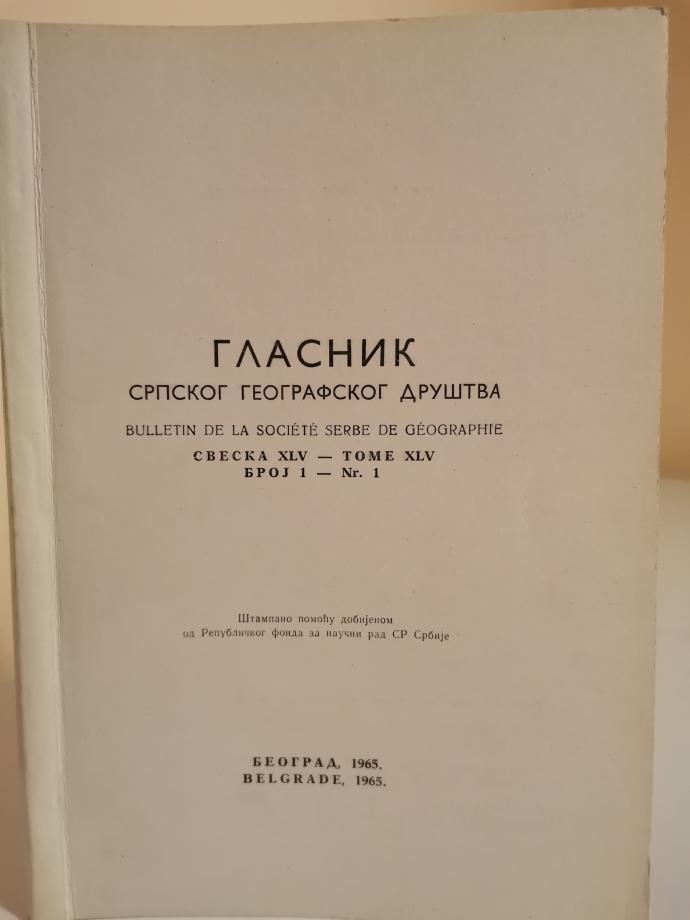 ГЛАСНИК
СРПСКОГ ГЕОГРАФСКОГ ДРУШТВА
BULLETIN DE LA SOCIÉTÉ SERBE DE GÉOGRAPHIE
СВЕСКА XLV — TOME XLV
БРОЈ 1 — Nr. 1
Штампано помоћу добијеном
од Републичког фонда за научни рад СР Србије
БЕОГРАД, 1965.
BELGRADE, 1965.